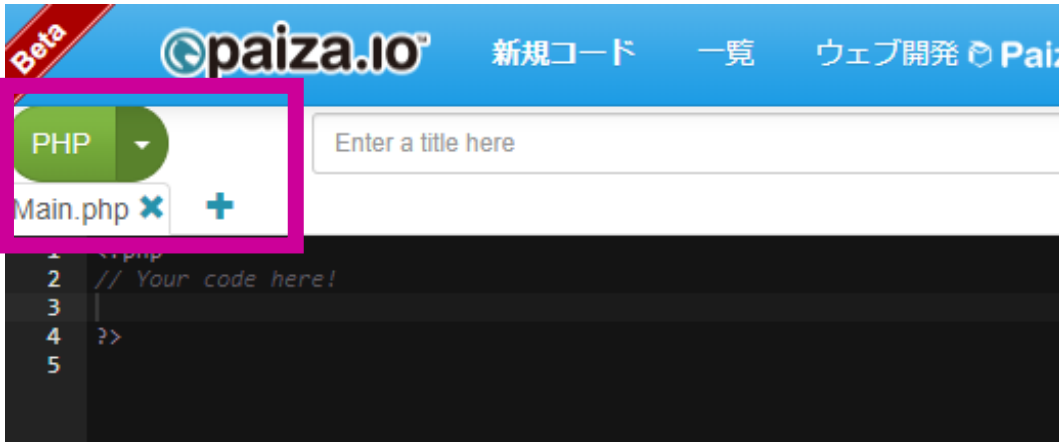 Beta
paiza.IO 新規コード 一覧 ウェブ開発 Paiz
PHP
Enter a title here
Main.php
1 <?php
2 // Your code here!
3
4 ?>
5